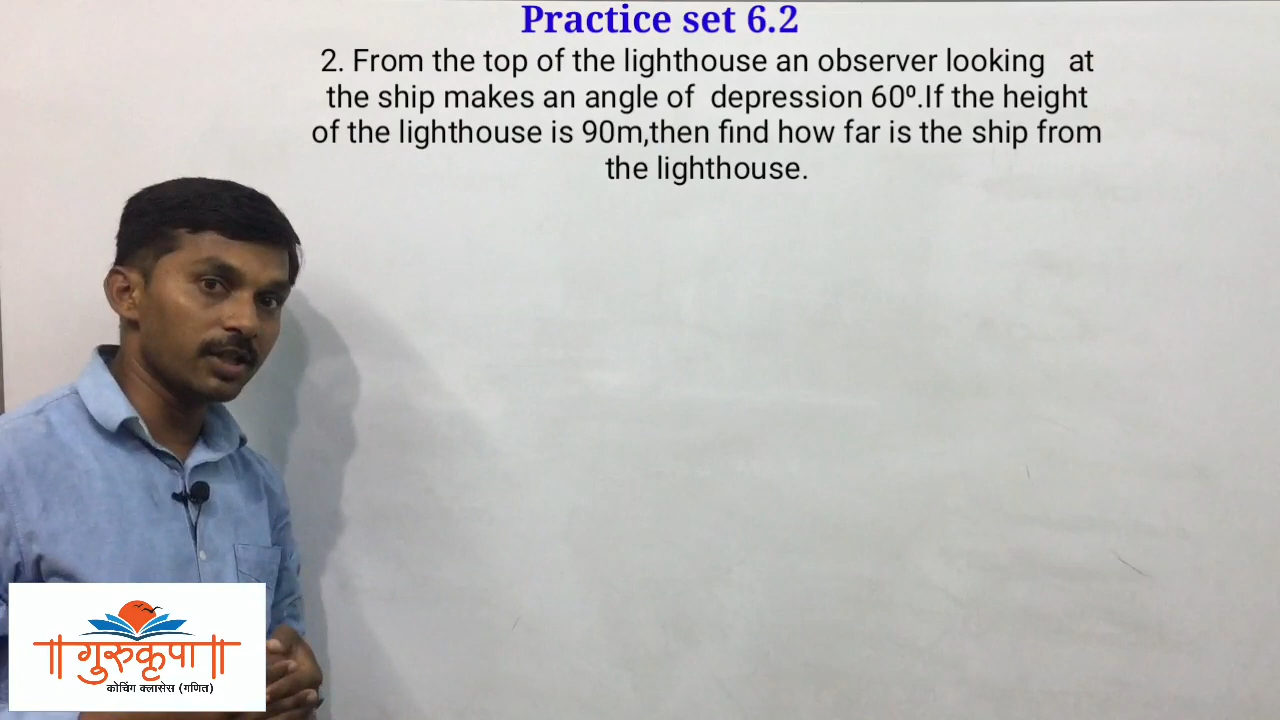 Practice set 6.2
2. From the top of the lighthouse an observer looking at
the ship makes an angle of depression 60⁰.If the height
of the lighthouse is 90m,then find how far is the ship from
the lighthouse.
|| गुरुकृपा ||
कोचिंग क्लासेस (गणित)